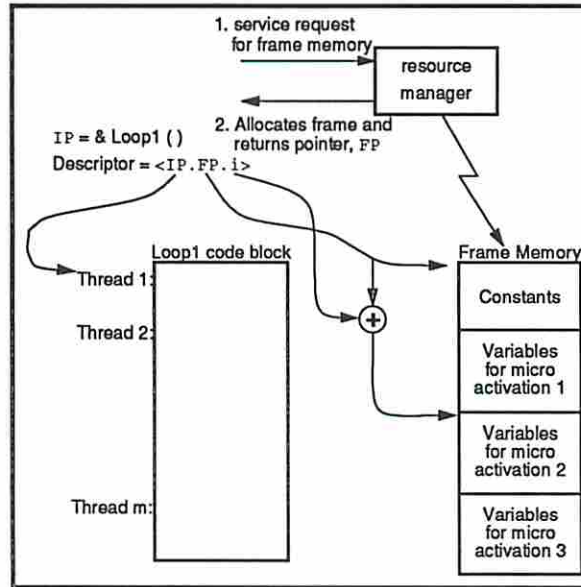 1. service request
for frame memory
resource
manager
2. Allocates frame and
returns pointer, FP
IP = & Loop1 ()
Descriptor = <IP.FP.i>
Loop1 code block
Frame Memory
Thread 1:
Constants
Thread 2:
+
Variables
for micro
activation 1
Variables
for micro
activation 2
Thread m:
Variables
for micro
activation 3